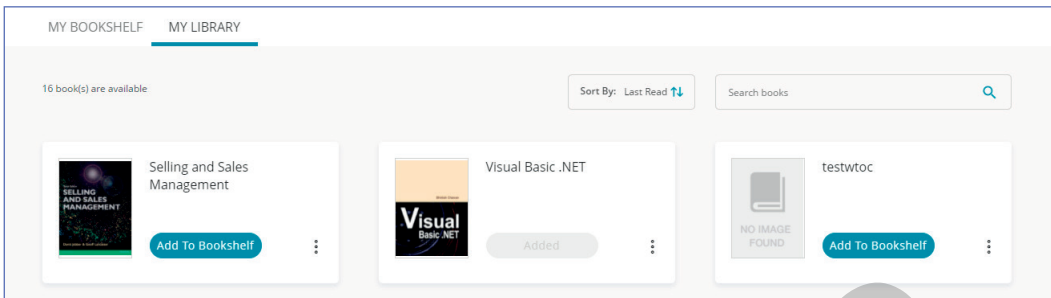 MY BOOKSHELF MY LIBRARY
16 book(s) are available
Sort By: Last Read
Search books
Selling and Sales
Management
SELLING
AND SALES
MANAGEMENT
Add To Bookshelf
Visual Basic .NET
Visual
Basic .NET
Added
testwtoc
NO IMAGE
FOUND
Add To Bookshelf